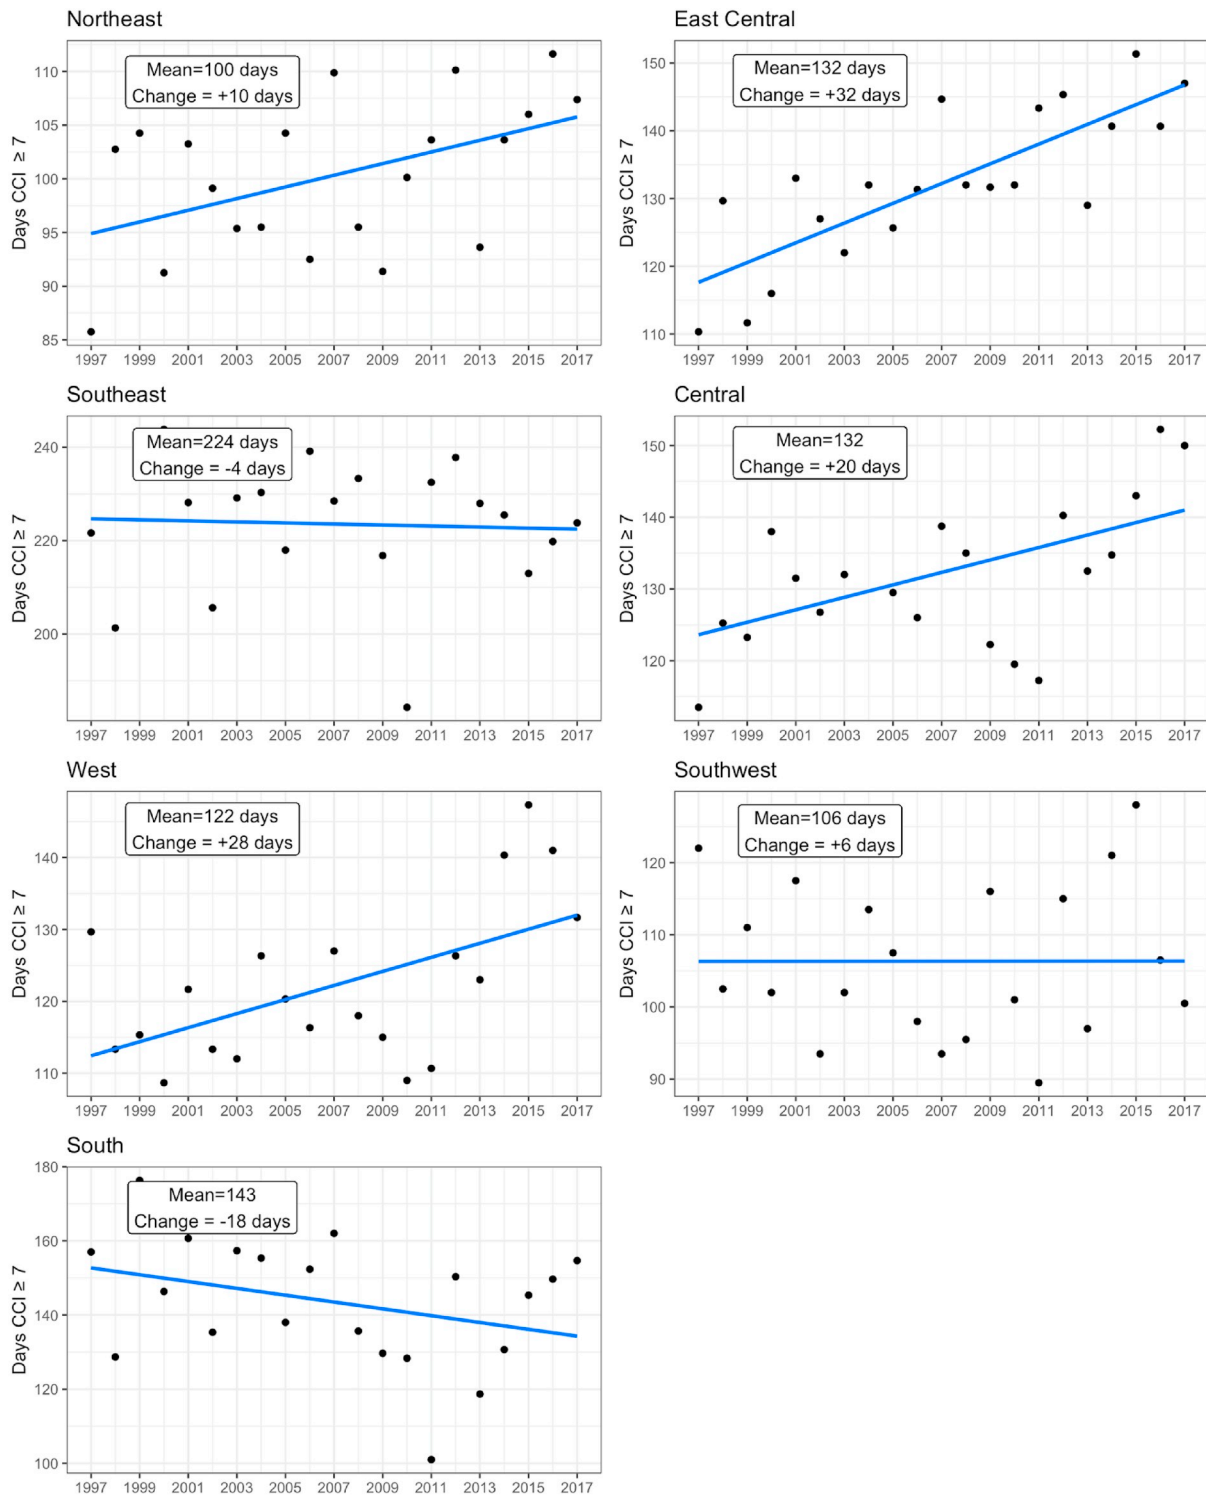 Northeast
Mean=100 days
Change = +10 days
Days CCI ≥ 7
110
105
100
95
90
85
1997 1999 2001 2003 2005 2007 2009 2011 2013 2015 2017
East Central
Mean=132 days
Change = +32 days
Days CCI ≥ 7
150
140
130
120
110
1997 1999 2001 2003 2005 2007 2009 2011 2013 2015 2017
Southeast
Mean=224 days
Change = -4 days
Days CCI ≥ 7
240
220
200
1997 1999 2001 2003 2005 2007 2009 2011 2013 2015 2017
Central
Mean=132
Change = +20 days
Days CCI ≥ 7
150
140
130
120
1997 1999 2001 2003 2005 2007 2009 2011 2013 2015 2017
West
Mean=122 days
Change = +28 days
Days CCI ≥ 7
140
130
120
110
1997 1999 2001 2003 2005 2007 2009 2011 2013 2015 2017
Southwest
Mean=106 days
Change = +6 days
Days CCI ≥ 7
120
110
100
90
1997 1999 2001 2003 2005 2007 2009 2011 2013 2015 2017
South
Mean=143
Change = -18 days
Days CCI ≥ 7
180
160
140
120
100
1997 1999 2001 2003 2005 2007 2009 2011 2013 2015 2017